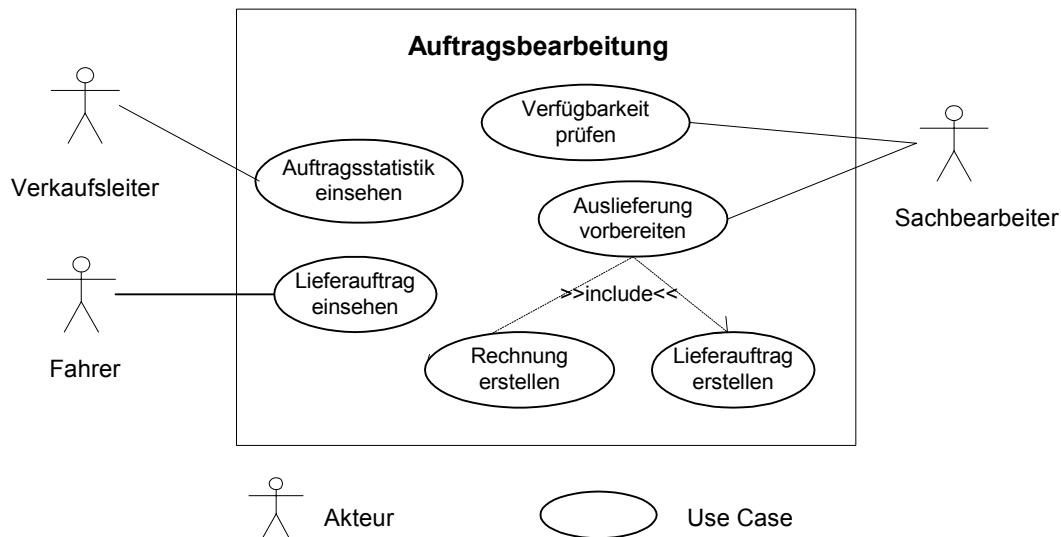 Auftragsbearbeitung
Verfügbarkeit
prüfen
Auftragsstatistik
einsehen
Verkaufsleiter
Auslieferung
vorbereiten
Sachbearbeiter
Lieferauftrag
einsehen
>>include<<
Fahrer
Rechnung
erstellen
Lieferauftrag
erstellen
Akteur
Use Case